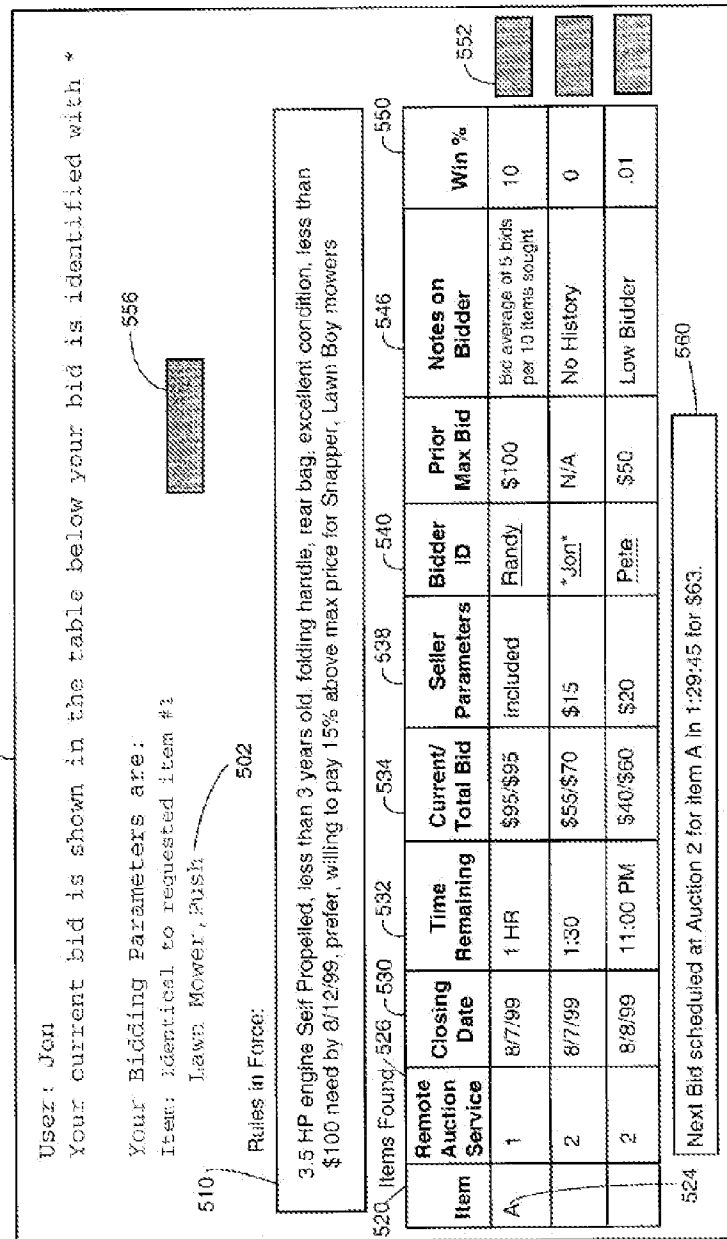 User: Jon
Your current bid is shown in the table below your bid is identified with *
Your Bidding Parameters are:
Item: Identical to requested item #1
Lawn Mower, Push
502
556
Rules in Force:
510
3.5 HP engine Self Propelled, less than 3 years old, folding handle, rear bag, excellent condition, less than
$100 need by 8/12/99, prefer, willing to pay 15% above max price for Snapper, Lawn Boy mowers
520 Items Found 526 530 532 534 538 540 546 550 552
Item Remote Auction Service Closing Date Time Remaining Current/ Total Bid Seller Parameters Bidder ID Prior Max Bid Notes on Bidder Win %
A 1 8/7/99 1 HR $95/$95 Included Randy $100 Bid average of 5 bids per 10 items sought 10
2 8/7/99 1:30 $55/$70 $15 *Jon* N/A No History 0
2 8/8/99 11:00 PM $40/$60 $20 Pete $50 Low Bidder .01
524
560
Next Bid scheduled at Auction 2 for item A in 1:29:45 for $63.